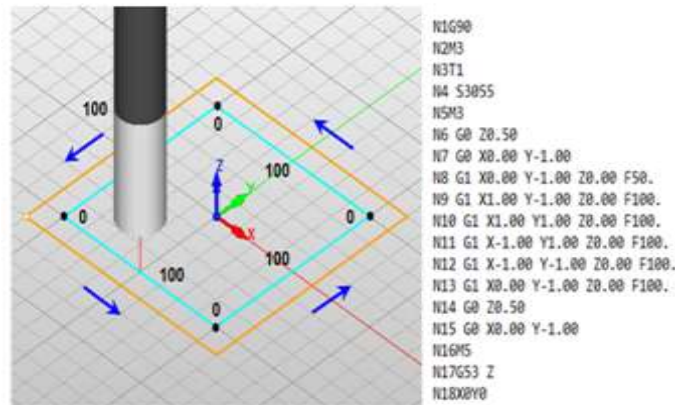 100
0
100
0
0
100
100
0
Z
Y
X
N1G90
N2M3
N3T1
N4 S3055
N5M3
N6 G0 Z0.50
N7 G0 X0.00 Y-1.00
N8 G1 X0.00 Y-1.00 Z0.00 F50.
N9 G1 X1.00 Y-1.00 Z0.00 F100.
N10 G1 X1.00 Y1.00 Z0.00 F100.
N11 G1 X-1.00 Y1.00 Z0.00 F100.
N12 G1 X-1.00 Y-1.00 Z0.00 F100.
N13 G1 X0.00 Y-1.00 Z0.00 F100.
N14 G0 Z0.50
N15 G0 X0.00 Y-1.00
N16M5
N17G53 Z
N18X0Y0